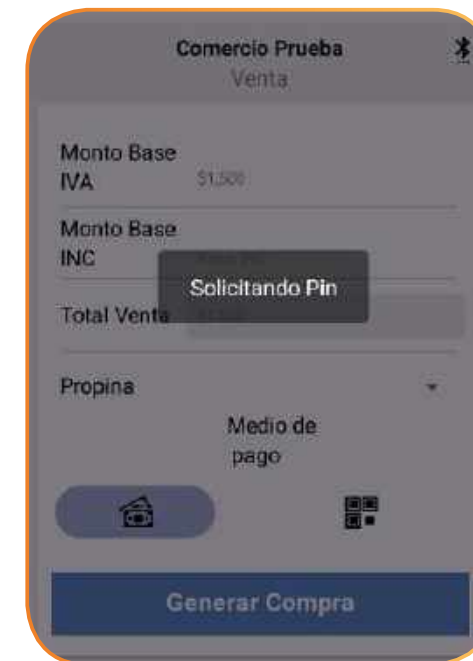 Comercio Prueba
Venta
Monto Base
IVA
$1,500
Monto Base
INC
Solicitando Pin
Total Venta
Propina
Medio de
pago
Generar Compra